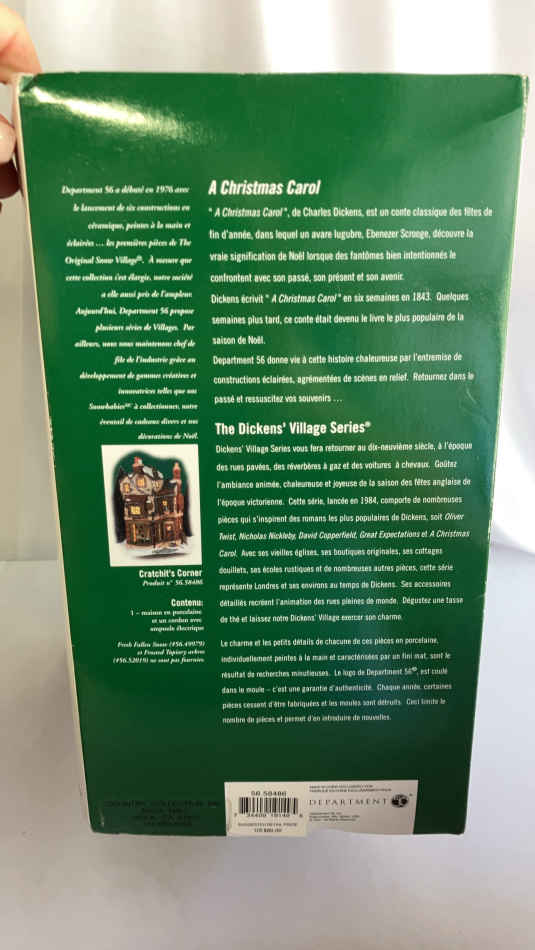 Department 56 a débuté en 1976 avec
le lancement de six constructions en
céramique, peintes à la main et
éclairées ... les premières pièces de The
Original Snow Village®. À mesure que
cette collection s'est élargie, notre société
a elle aussi pris de l'ampleur.
Aujourd'hui, Department 56 propose
plusieurs séries de Villages. Par
ailleurs, nous nous maintenons chef de
file de l'industrie grâce au
développement de gammes créatives et
innovatrices telles que nos
Snowbabies™ à collectionner, notre
éventail de cadeaux divers et nos
décorations de Noël.
Cratchit's Corner
Produit n° 56.58486
Contenu:
1 – maison en porcelaine
et un cordon avec
ampoule électrique
Fresh Fallen Snow (#56.49979)
et Frosted Topiary arbres
(#56.52019) ne sont pas fournies.
A Christmas Carol
" A Christmas Carol ", de Charles Dickens, est un conte classique des fêtes de
fin d'année, dans lequel un avare lugubre, Ebenezer Scrooge, découvre la
vraie signification de Noël lorsque des fantômes bien intentionnés le
confrontent avec son passé, son présent et son avenir.
Dickens écrivit " A Christmas Carol " en six semaines en 1843. Quelques
semaines plus tard, ce conte était devenu le livre le plus populaire de la
saison de Noël.
Department 56 donne vie à cette histoire chaleureuse par l'entremise de
constructions éclairées, agrémentées de scènes en relief. Retournez dans le
passé et ressuscitez vos souvenirs ...
The Dickens' Village Series®
Dickens' Village Series vous fera retourner au dix-neuvième siècle, à l'époque
des rues pavées, des réverbères à gaz et des voitures à chevaux. Goûtez
l'ambiance animée, chaleureuse et joyeuse de la saison des fêtes anglaise de
l'époque victorienne. Cette série, lancée en 1984, comporte de nombreuses
pièces qui s'inspirent des romans les plus populaires de Dickens, soit Oliver
Twist, Nicholas Nickleby, David Copperfield, Great Expectations et A Christmas
Carol. Avec ses vieilles églises, ses boutiques originales, ses cottages
douillets, ses écoles rustiques et de nombreuses autres pièces, cette série
représente Londres et ses environs au temps de Dickens. Ses accessoires
détaillés recréent l'animation des rues pleines de monde. Dégustez une tasse
de thé et laissez notre Dickens' Village exercer son charme.
Le charme et les petits détails de chacune de ces pièces en porcelaine,
individuellement peintes à la main et caractérisées par un fini mat, sont le
résultat de recherches minutieuses. Le logo de Department 56®, est coulé
dans le moule – c'est une garantie d'authenticité. Chaque année, certaines
pièces cessent d'être fabriquées et les moules sont détruits. Ceci limite le
nombre de pièces et permet d'en introduire de nouvelles.
56.58486
SUGGESTED RETAIL PRICE
DEPARTMENT 56